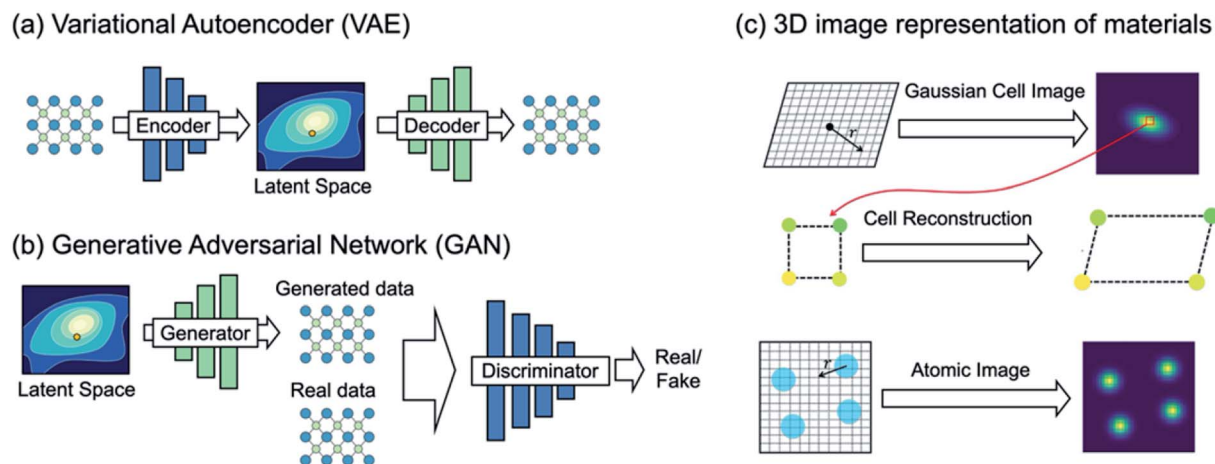 (a) Variational Autoencoder (VAE)
Encoder
Decoder
Latent Space
(b) Generative Adversarial Network (GAN)
Generated data
Generator
Latent Space
Real data
Discriminator
Real/
Fake
(c) 3D image representation of materials
Gaussian Cell Image
r
Cell Reconstruction
r
Atomic Image